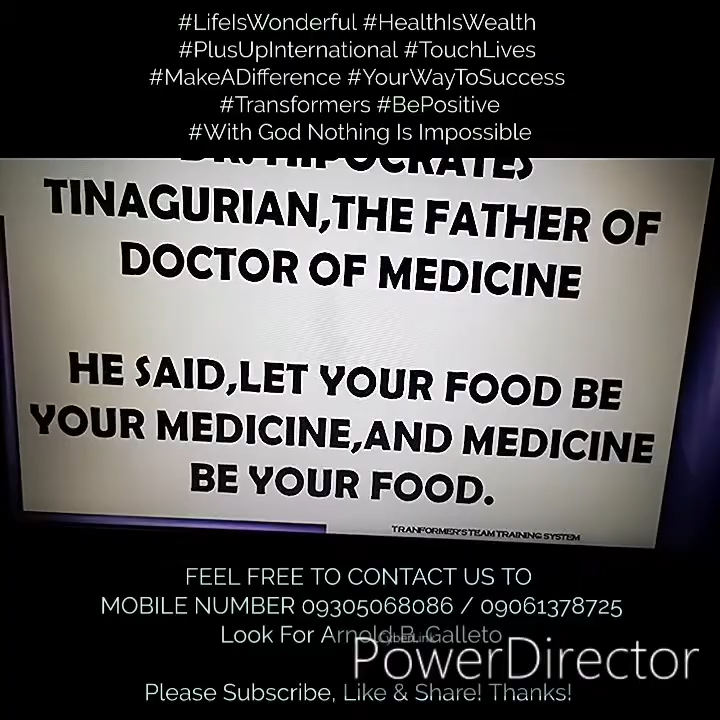 #LifeIsWonderful #HealthIsWealth
#PlusUpInternational #TouchLives
#MakeADifference #YourWayToSuccess
#Transformers #BePositive
#With God Nothing Is Impossible
DR. HIPOCRATES
TINAGURIAN,THE FATHER OF
DOCTOR OF MEDICINE
HE SAID,LET YOUR FOOD BE
YOUR MEDICINE,AND MEDICINE
BE YOUR FOOD.
TRANFORMER'S TEAM TRAINING SYSTEM
FEEL FREE TO CONTACT US TO
MOBILE NUMBER 09305068086 / 09061378725
Look For Arnold B. Galleto
CyberLink
PowerDirector
Please Subscribe, Like & Share! Thanks!